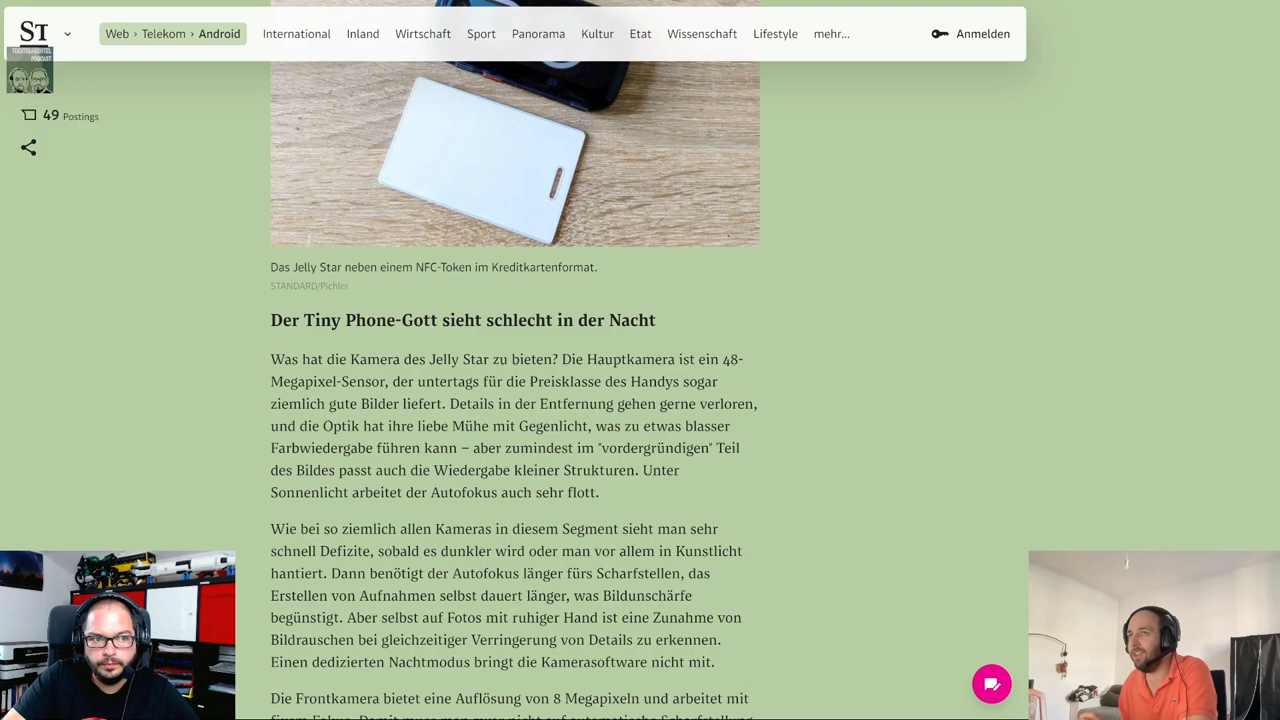 ST
Web › Telekom › Android
International
Inland
Wirtschaft
Sport
Panorama
Kultur
Etat
Wissenschaft
Lifestyle
mehr...
Anmelden
PODCAST
49 Postings
Das Jelly Star neben einem NFC-Token im Kreditkartenformat.
STANDARD/Pichler
Der Tiny Phone-Gott sieht schlecht in der Nacht
Was hat die Kamera des Jelly Star zu bieten? Die Hauptkamera ist ein 48-
Megapixel-Sensor, der untertags für die Preisklasse des Handys sogar
ziemlich gute Bilder liefert. Details in der Entfernung gehen gerne verloren,
und die Optik hat ihre liebe Mühe mit Gegenlicht, was zu etwas blasser
Farbwiedergabe führen kann – aber zumindest im "vordergründigen" Teil
des Bildes passt auch die Wiedergabe kleiner Strukturen. Unter
Sonnenlicht arbeitet der Autofokus auch sehr flott.
Wie bei so ziemlich allen Kameras in diesem Segment sieht man sehr
schnell Defizite, sobald es dunkler wird oder man vor allem in Kunstlicht
hantiert. Dann benötigt der Autofokus länger fürs Scharfstellen, das
Erstellen von Aufnahmen selbst dauert länger, was Bildunschärfe
begünstigt. Aber selbst auf Fotos mit ruhiger Hand ist eine Zunahme von
Bildrauschen bei gleichzeitiger Verringerung von Details zu erkennen.
Einen dedizierten Nachtmodus bringt die Kamerasoftware nicht mit.
Die Frontkamera bietet eine Auflösung von 8 Megapixeln und arbeitet mit